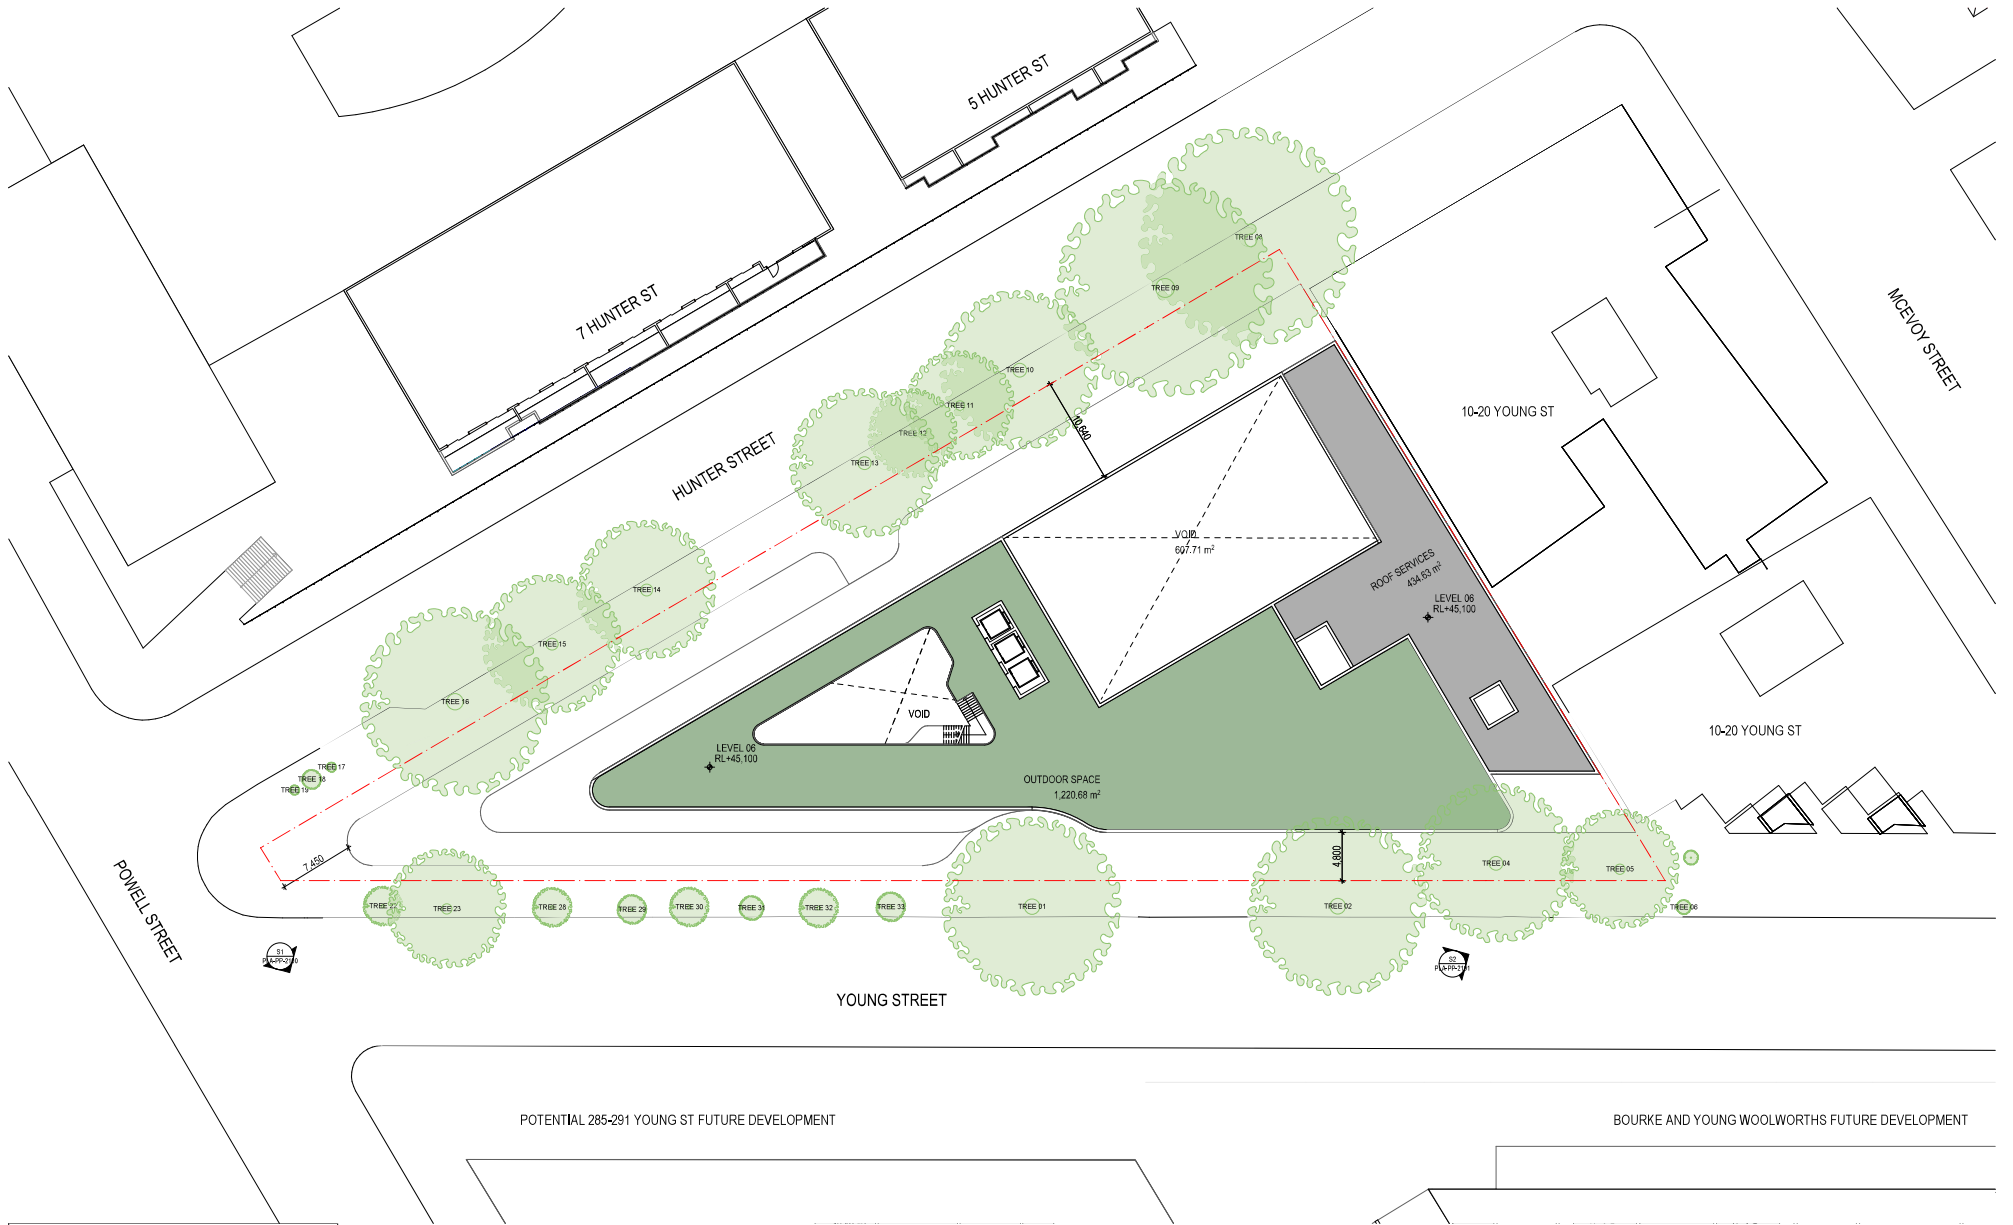 5 HUNTER ST
7 HUNTER ST
HUNTER STREET
MCEVOY STREET
POWELL STREET
YOUNG STREET
TREE 08
TREE 09
TREE 10
TREE 11
TREE 12
TREE 13
TREE 14
TREE 15
TREE 16
TREE 17
TREE 18
TREE 19
10,640
10-20 YOUNG ST
VOID
607.71 m²
ROOF SERVICES
434.63 m²
LEVEL 06
RL+45,100
VOID
LEVEL 06
RL+45,100
OUTDOOR SPACE
1,220.68 m²
10-20 YOUNG ST
7,450
4,800
TREE 22
TREE 23
TREE 28
TREE 29
TREE 30
TREE 31
TREE 32
TREE 33
TREE 01
TREE 02
TREE 04
TREE 05
TREE 06
S1
S2
POTENTIAL 285-291 YOUNG ST FUTURE DEVELOPMENT
BOURKE AND YOUNG WOOLWORTHS FUTURE DEVELOPMENT